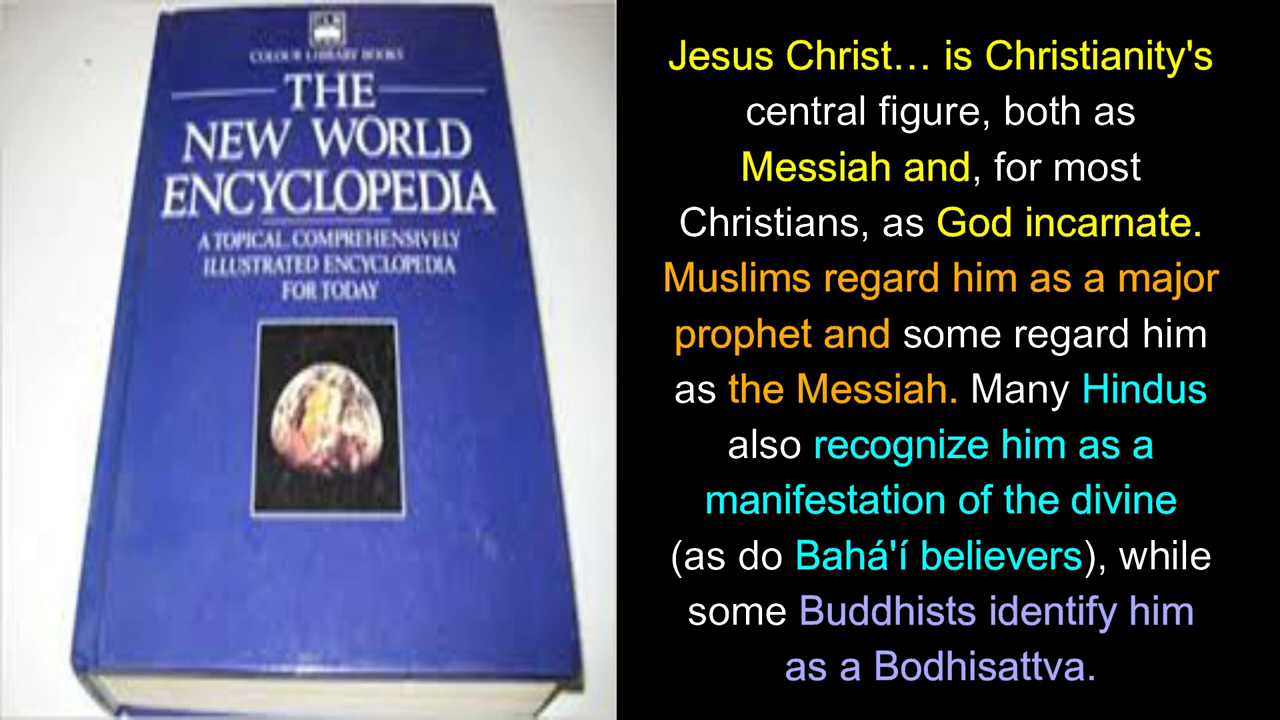 COLOUR LIBRARY BOOKS
THE
NEW WORLD
ENCYCLOPEDIA
A TOPICAL, COMPREHENSIVELY
ILLUSTRATED ENCYCLOPEDIA
FOR TODAY
Jesus Christ… is Christianity's
central figure, both as
Messiah and, for most
Christians, as God incarnate.
Muslims regard him as a major
prophet and some regard him
as the Messiah. Many Hindus
also recognize him as a
manifestation of the divine
(as do Bahá'í believers), while
some Buddhists identify him
as a Bodhisattva.